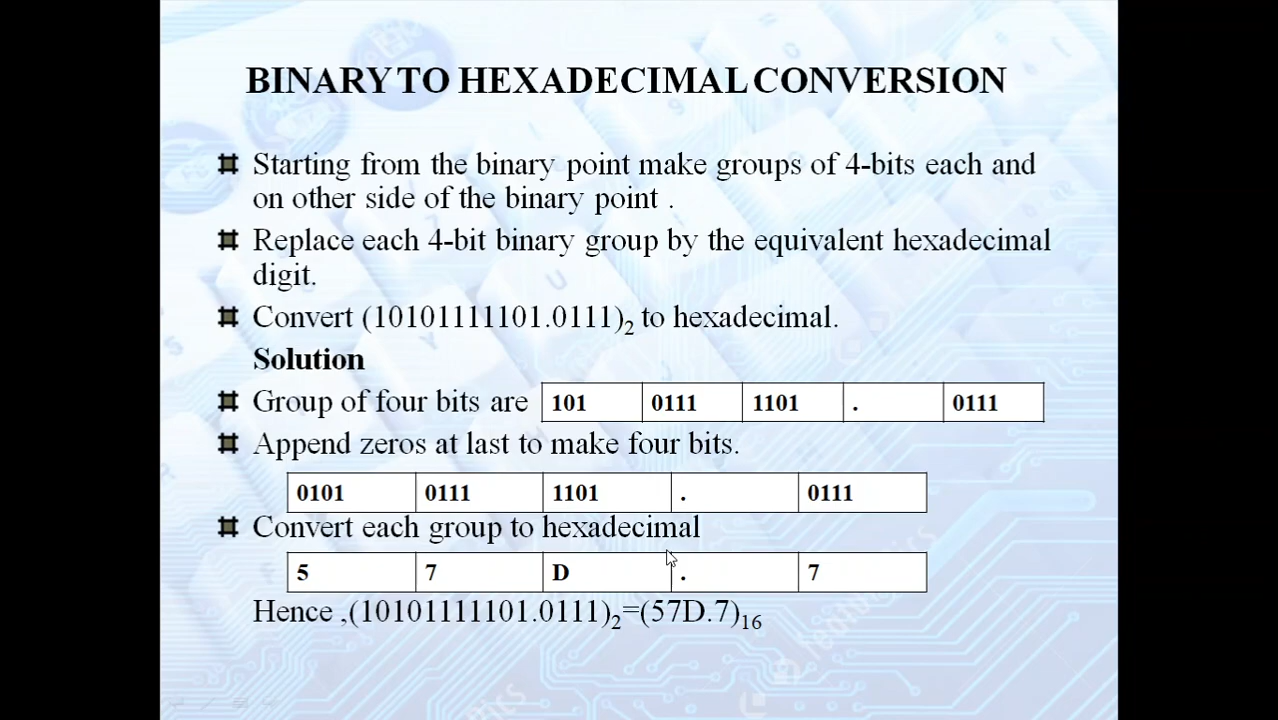 BINARY TO HEXADECIMAL CONVERSION
Starting from the binary point make groups of 4-bits each and
on other side of the binary point .
Replace each 4-bit binary group by the equivalent hexadecimal
digit.
Convert (10101111101.0111)₂ to hexadecimal.
Solution
Group of four bits are 101 0111 1101 . 0111
Append zeros at last to make four bits.
0101 0111 1101 . 0111
Convert each group to hexadecimal
5 7 D . 7
Hence ,(10101111101.0111)₂=(57D.7)₁₆